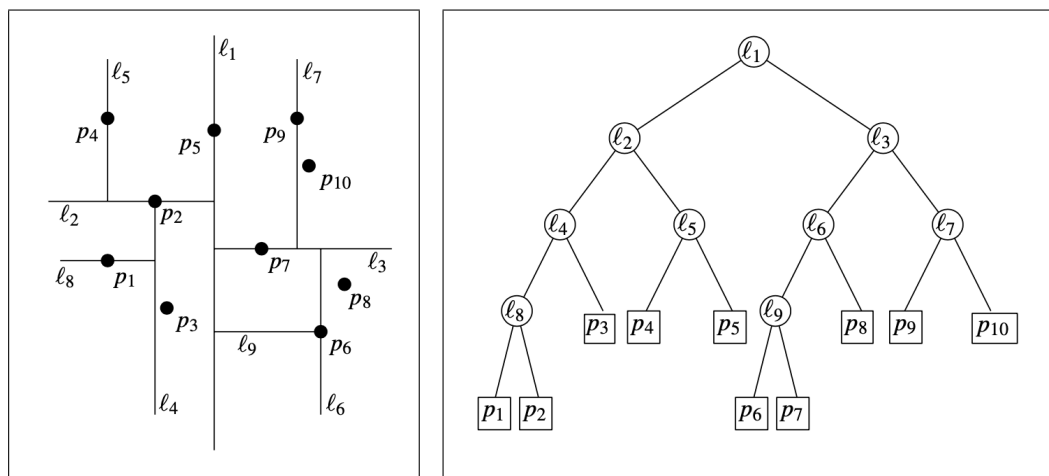 ℓ1
ℓ5
ℓ7
p4
p5
p9
p10
ℓ2
p2
p7
ℓ3
ℓ8
p1
p8
p3
ℓ9
p6
ℓ4
ℓ6
ℓ1
ℓ2 ℓ3
ℓ4 ℓ5 ℓ6 ℓ7
ℓ8 p3 p4 p5 ℓ9 p8 p9 p10
p1 p2 p6 p7